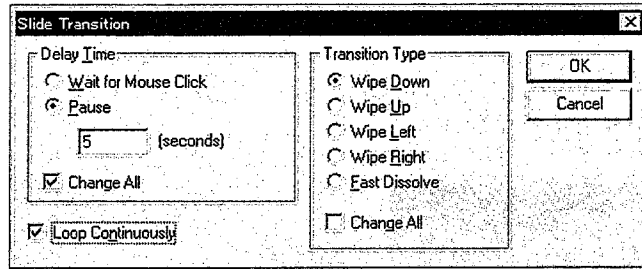 Slide Transition
Delay Time
Wait for Mouse Click
Pause
5 (seconds)
Change All
Loop Continuously
Transition Type
Wipe Down
Wipe Up
Wipe Left
Wipe Right
Fast Dissolve
Change All
OK
Cancel